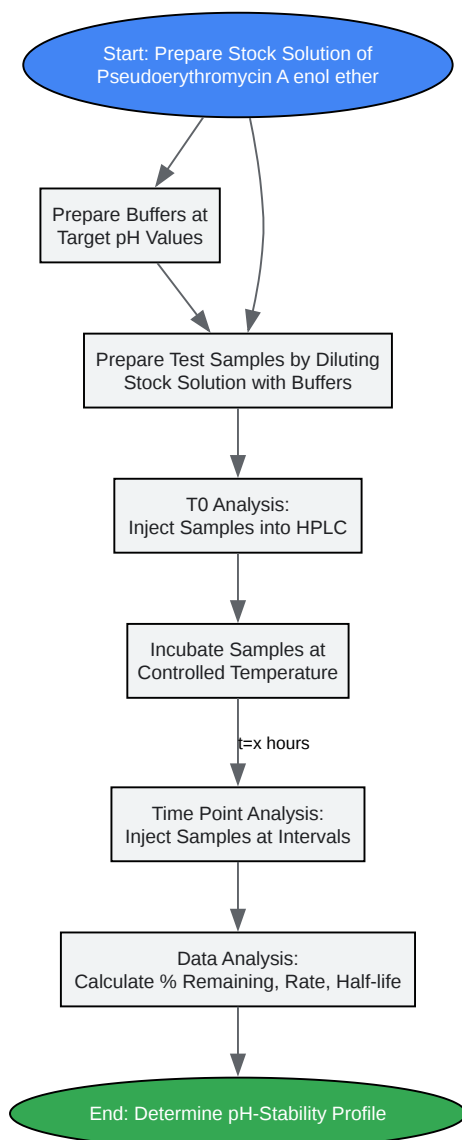 Start: Prepare Stock Solution of
Pseudoerythromycin A enol ether
Prepare Buffers at
Target pH Values
Prepare Test Samples by Diluting
Stock Solution with Buffers
T0 Analysis:
Inject Samples into HPLC
Incubate Samples at
Controlled Temperature
t=x hours
Time Point Analysis:
Inject Samples at Intervals
Data Analysis:
Calculate % Remaining, Rate, Half-life
End: Determine pH-Stability Profile